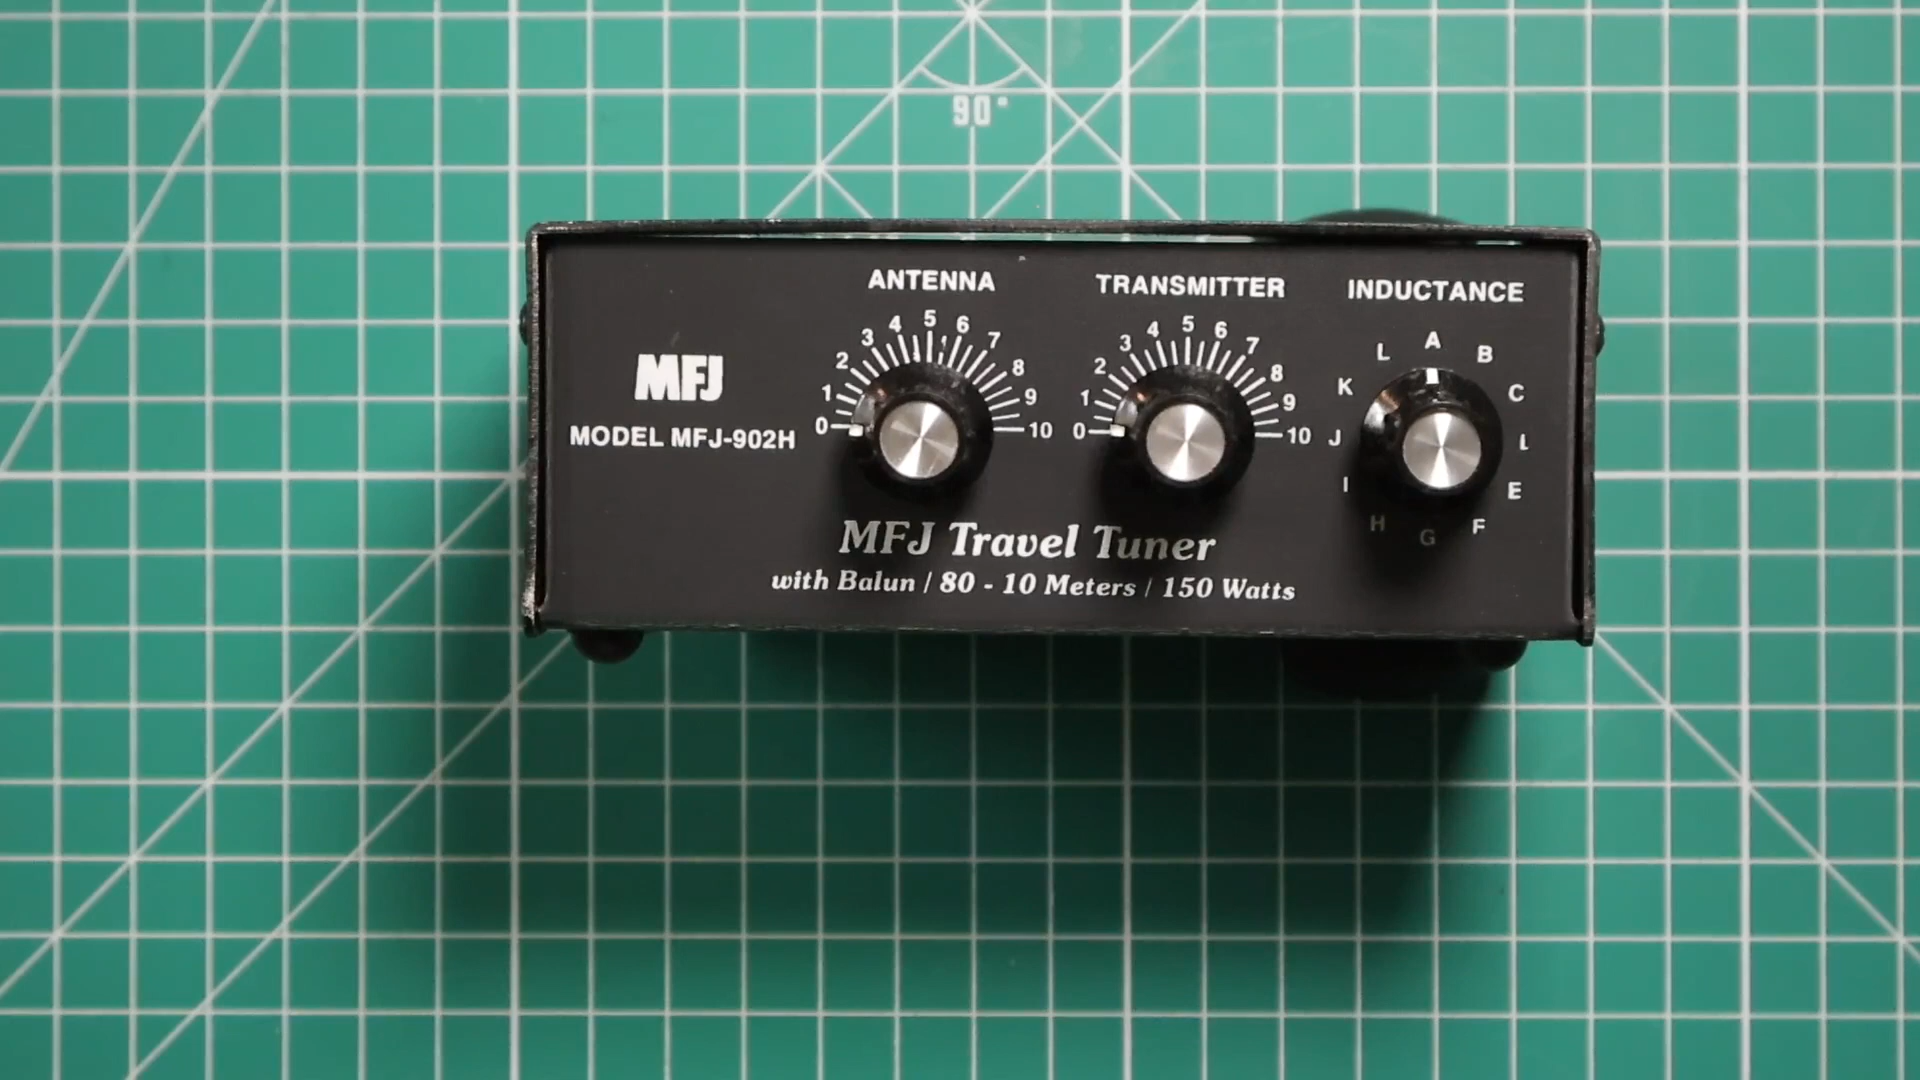 90°
ANTENNA
0 1 2 3 4 5 6 7 8 9 10
TRANSMITTER
0 1 2 3 4 5 6 7 8 9 10
INDUCTANCE
A B C L E F G H I J K L
MFJ
MODEL MFJ-902H
MFJ Travel Tuner
with Balun / 80 - 10 Meters / 150 Watts